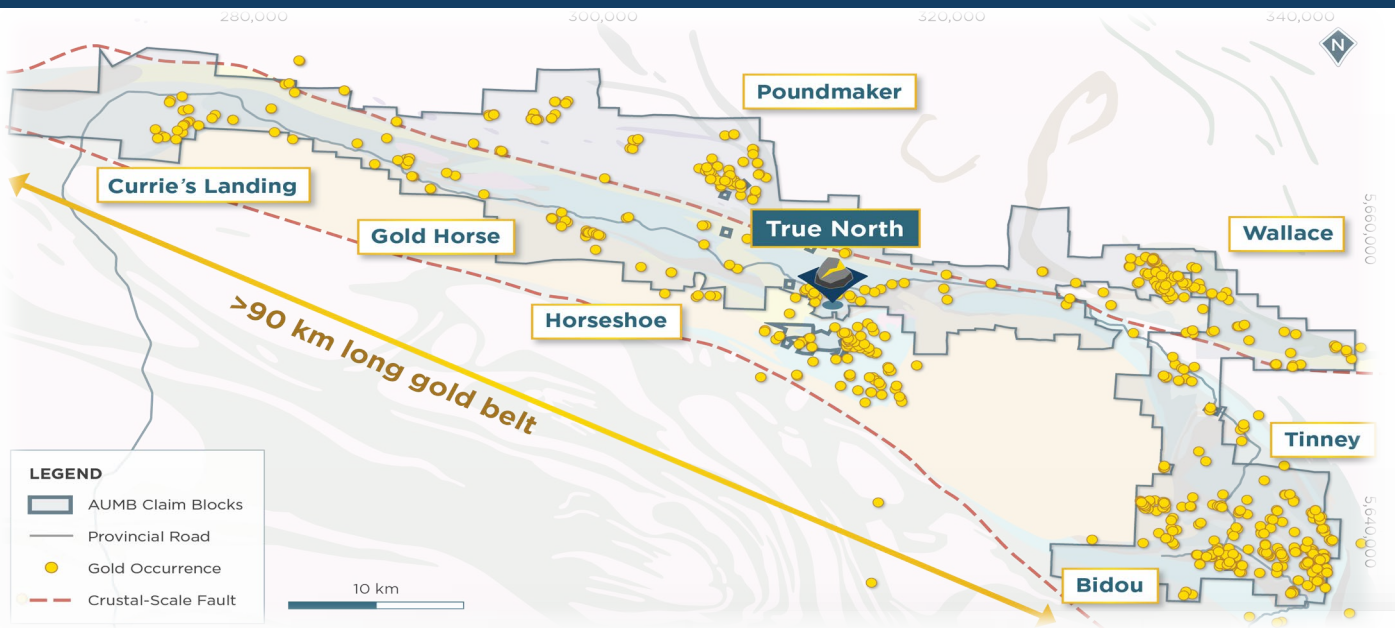 280,000
300,000
320,000
340,000
N
Poundmaker
Currie's Landing
5,660,000
Gold Horse
True North
Wallace
>90 km long gold belt
Horseshoe
Tinney
LEGEND
AUMB Claim Blocks
Provincial Road
Gold Occurrence
Crustal-Scale Fault
10 km
5,640,000
Bidou